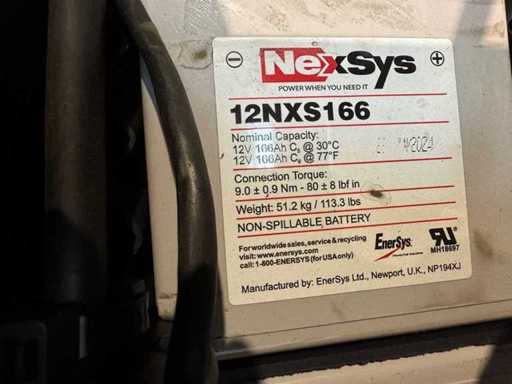 NexSys
POWER WHEN YOU NEED IT
12NXS166
Nominal Capacity:
12V 166Ah C₆ @ 30°C
12V 166Ah C₆ @ 77°F
2024
Connection Torque:
9.0 ± 0.9 Nm - 80 ± 8 lbf in
Weight: 51.2 kg / 113.3 lbs
NON-SPILLABLE BATTERY
For worldwide sales, service & recycling
visit: www.enersys.com
call: 1-800-ENERSYS (for USA only)
EnerSys
MH18697
Manufactured by: EnerSys Ltd., Newport, U.K., NP194XJ